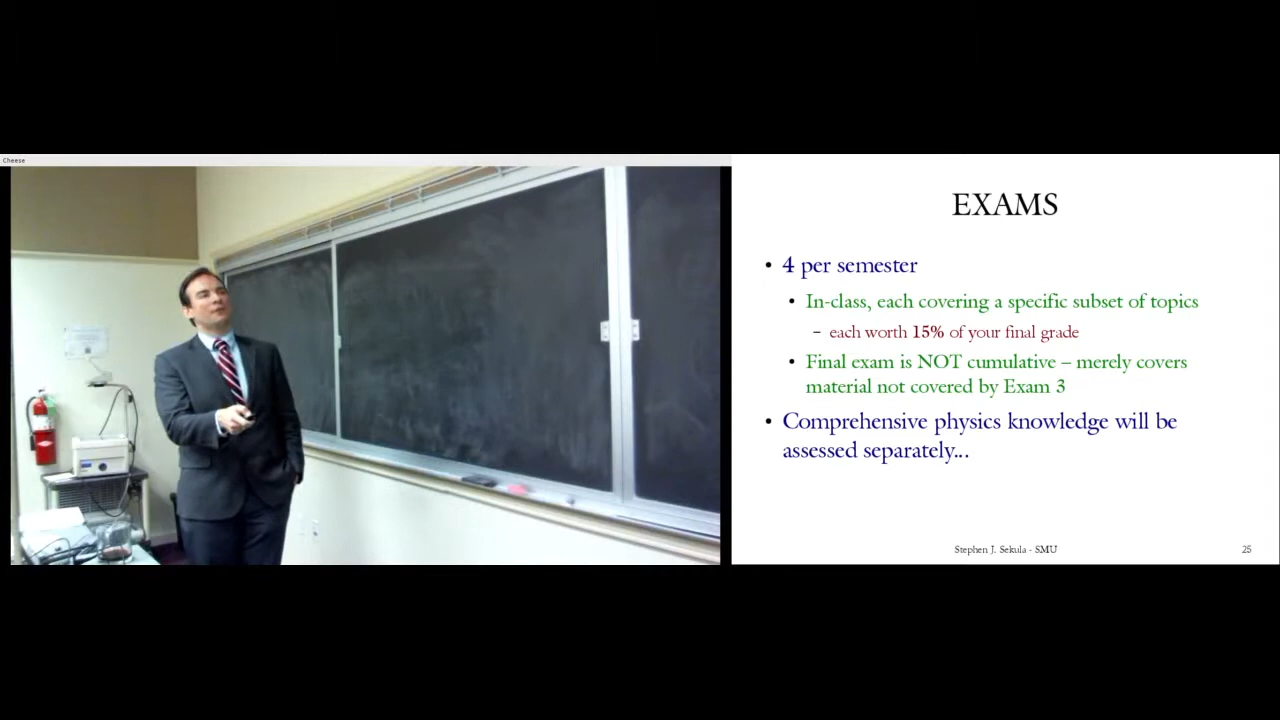 Cheese
EXAMS
• 4 per semester
• In-class, each covering a specific subset of topics
– each worth 15% of your final grade
• Final exam is NOT cumulative – merely covers
material not covered by Exam 3
• Comprehensive physics knowledge will be
assessed separately...
Stephen J. Sekula - SMU
25